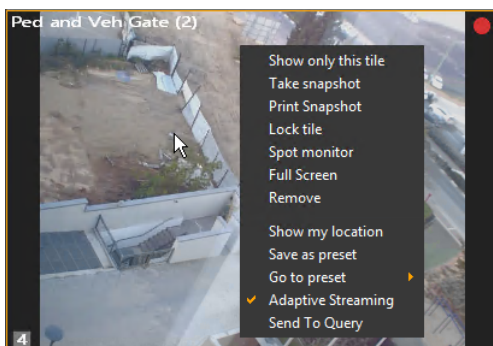 Ped and Veh Gate (2)
Show only this tile
Take snapshot
Print Snapshot
Lock tile
Spot monitor
Full Screen
Remove
Show my location
Save as preset
Go to preset
Adaptive Streaming
Send To Query
4